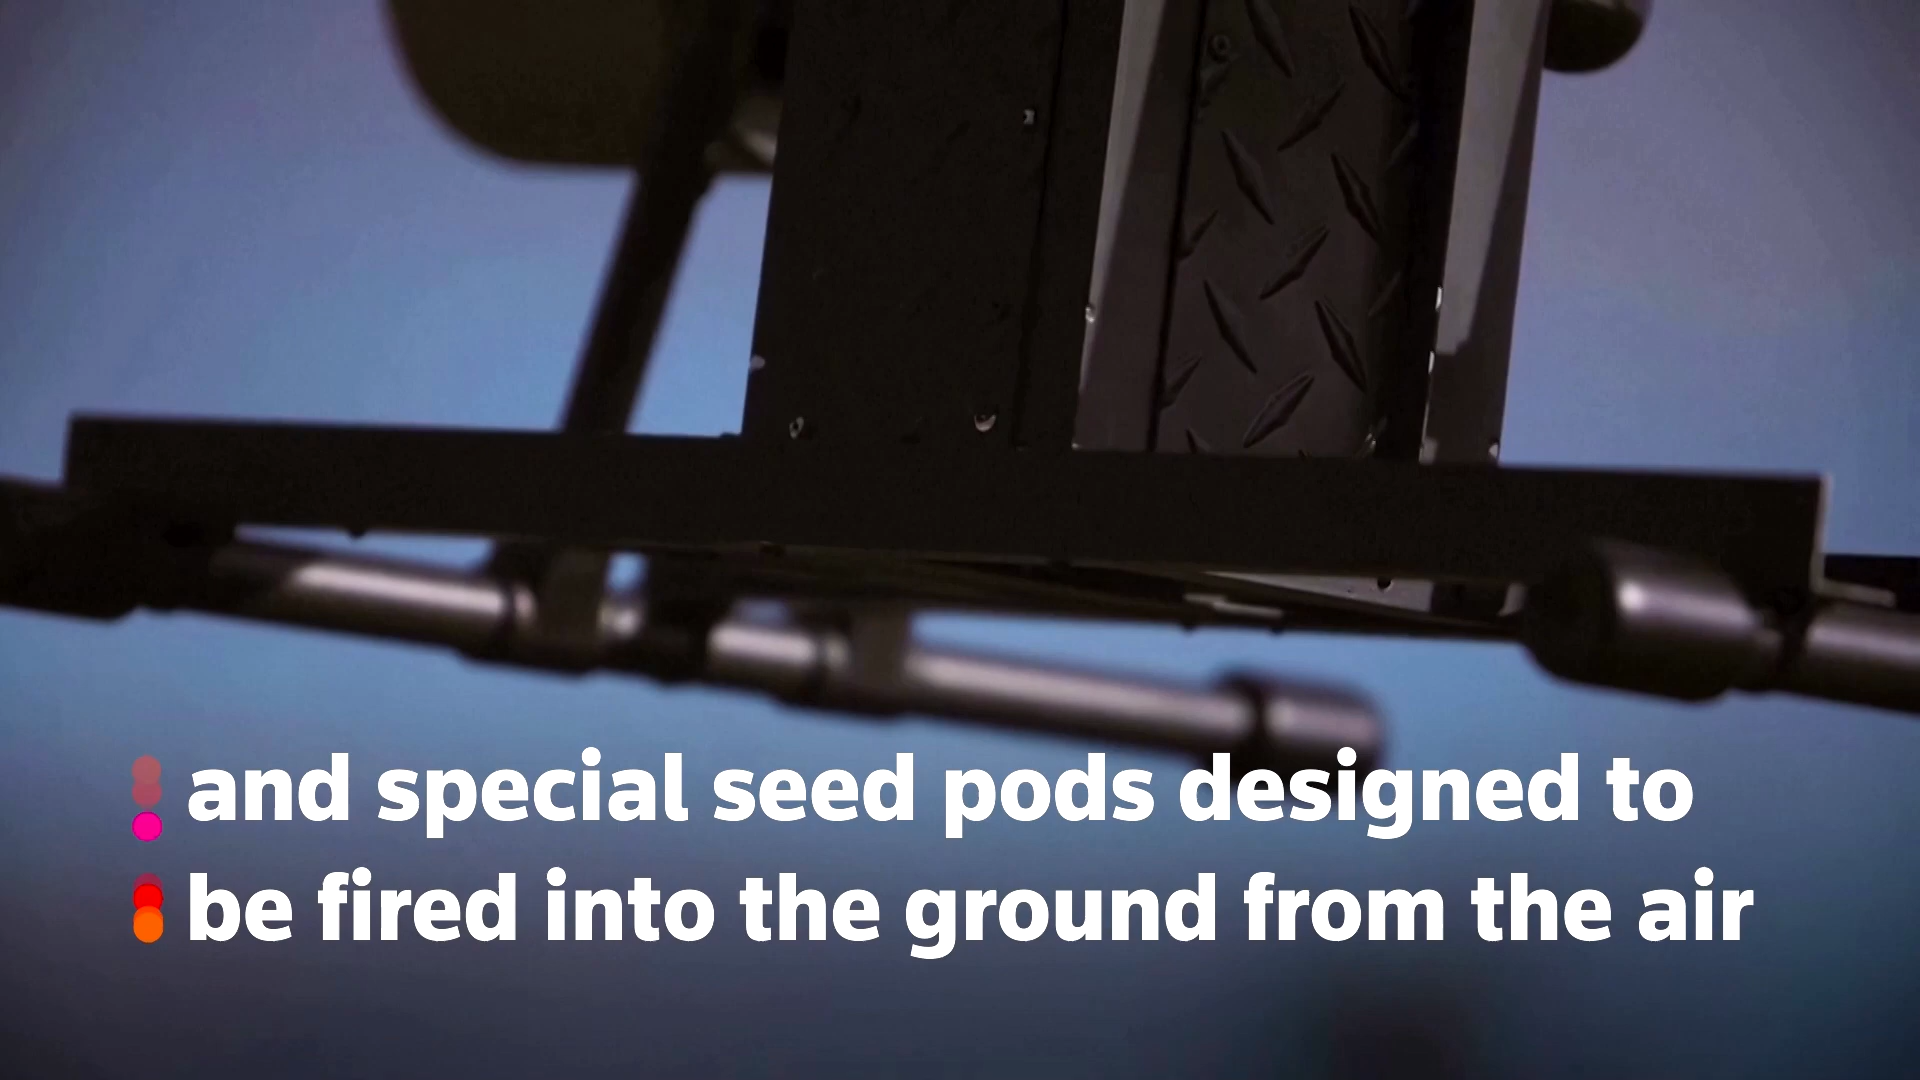 and special seed pods designed to
be fired into the ground from the air